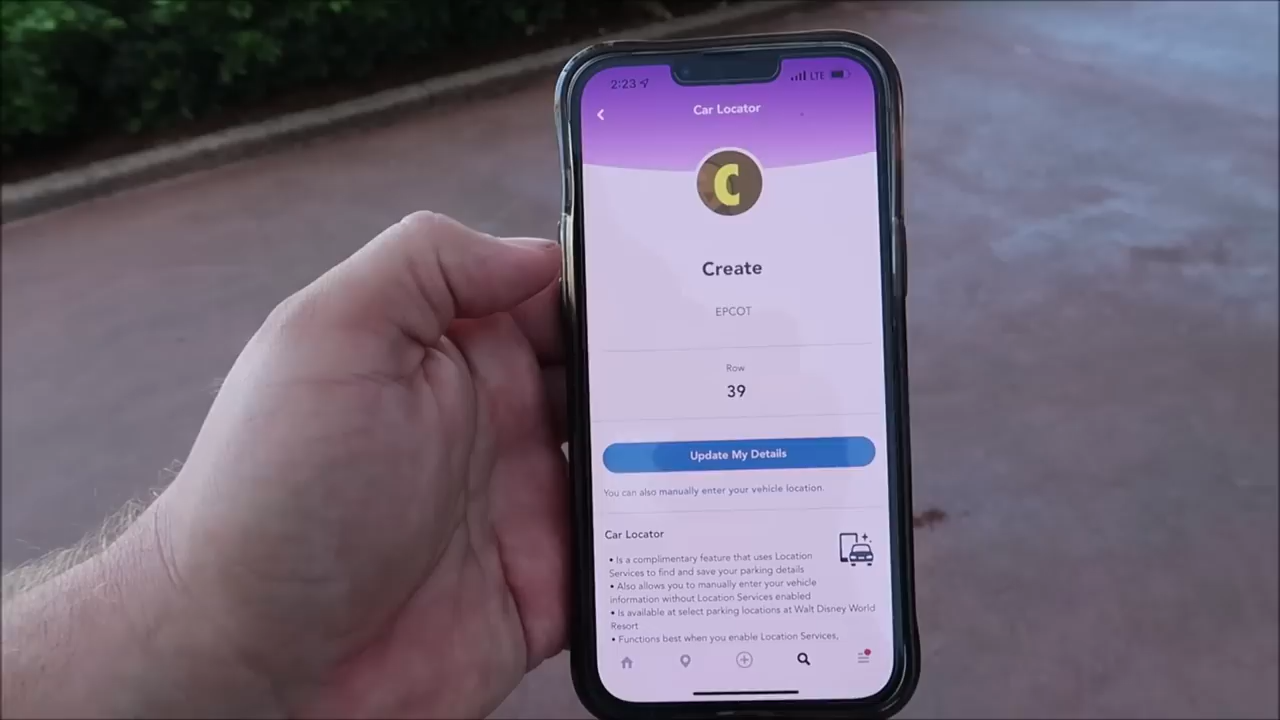 2:23
LTE
Car Locator
C
Create
EPCOT
Row
39
Update My Details
You can also manually enter your vehicle location.
Car Locator
• Is a complimentary feature that uses Location
Services to find and save your parking details
• Also allows you to manually enter your vehicle
information without Location Services enabled
• Is available at select parking locations at Walt Disney World
Resort
• Functions best when you enable Location Services,